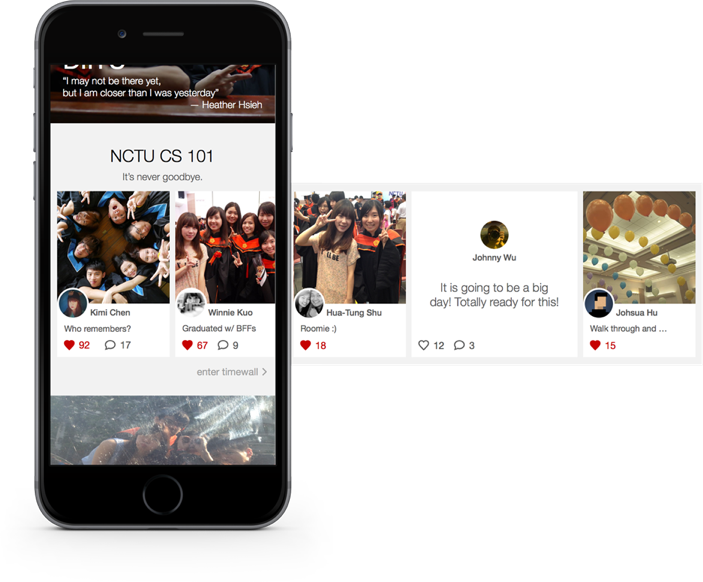 “I may not be there yet,
but I am closer than I was yesterday”
— Heather Hsieh
NCTU CS 101
It's never goodbye.
Kimi Chen
Who remembers?
92 17
Winnie Kuo
Graduated w/ BFFs
67 9
Hua-Tung Shu
Roomie :)
18
Johnny Wu
It is going to be a big
day! Totally ready for this!
12 3
Johsua Hu
Walk through and ...
15
enter timewall >